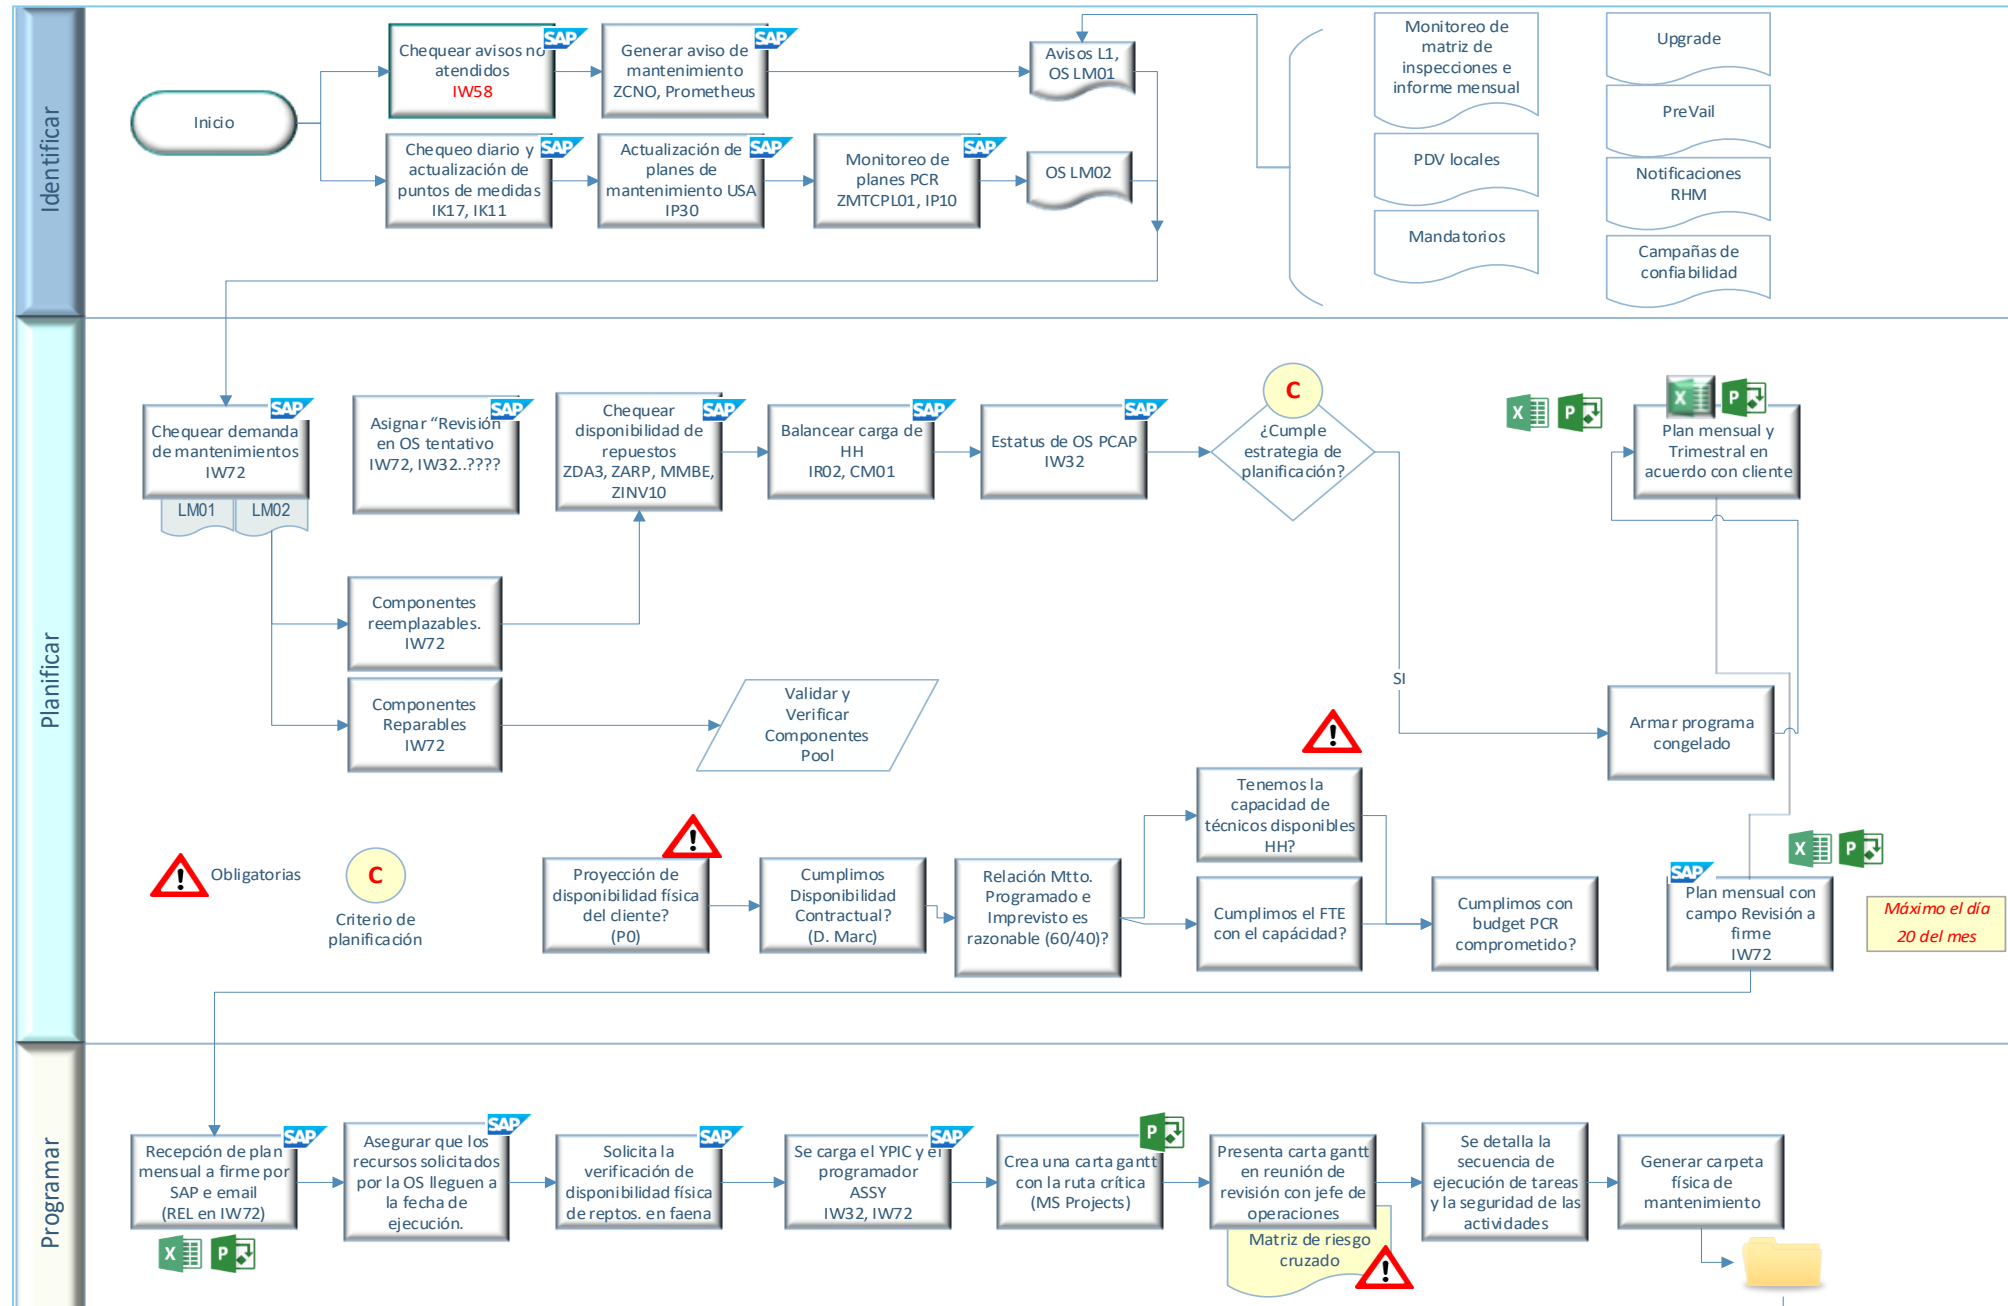 Identificar
Inicio
Chequear avisos no
atendidos
IW58
SAP
Generar aviso de
mantenimiento
ZCNO, Prometheus
SAP
Avisos L1,
OS LM01
Chequeo diario y
actualización de
puntos de medidas
IK17, IK11
SAP
Actualización de
planes de
mantenimiento USA
IP30
SAP
Monitoreo de
planes PCR
ZMTCPL01, IP10
SAP
OS LM02
Monitoreo de
matriz de
inspecciones e
informe mensual
PDV locales
Mandatorios
Upgrade
PreVail
Notificaciones
RHM
Campañas de
confiabilidad
Planificar
Chequear demanda
de mantenimientos
IW72
SAP
LM01
LM02
Asignar “Revisión
en OS tentativo
IW72, IW32..????
SAP
Chequear
disponibilidad de
repuestos
ZDA3, ZARP, MMBE,
ZINV10
SAP
Balancear carga de
HH
IR02, CM01
SAP
Estatus de OS PCAP
IW32
SAP
C
¿Cumple
estrategia de
planificación?
SI
X
P
X
P
Plan mensual y
Trimestral en
acuerdo con cliente
Componentes
reemplazables.
IW72
Componentes
Reparables
IW72
Validar y
Verificar
Componentes
Pool
Armar programa
congelado
! Obligatorias
C
Criterio de
planificación
!
Proyección de
disponibilidad física
del cliente?
(P0)
Cumplimos
Disponibilidad
Contractual?
(D. Marc)
Relación Mtto.
Programado e
Imprevisto es
razonable (60/40)?
!
Tenemos la
capacidad de
técnicos disponibles
HH?
Cumplimos el FTE
con el capácidad?
Cumplimos con
budget PCR
comprometido?
X
P
SAP
Plan mensual con
campo Revisión a
firme
IW72
Máximo el día
20 del mes
Programar
Recepción de plan
mensual a firme por
SAP e email
(REL en IW72)
SAP
X
P
Asegurar que los
recursos solicitados
por la OS lleguen a
la fecha de
ejecución.
SAP
Solicita la
verificación de
disponibilidad física
de reptos. en faena
SAP
Se carga el YPIC y el
programador
ASSY
IW32, IW72
SAP
Crea una carta gantt
con la ruta crítica
(MS Projects)
P
Presenta carta gantt
en reunión de
revisión con jefe de
operaciones
Matriz de riesgo
cruzado
!
Se detalla la
secuencia de
ejecución de tareas
y la seguridad de las
actividades
Generar carpeta
física de
mantenimiento